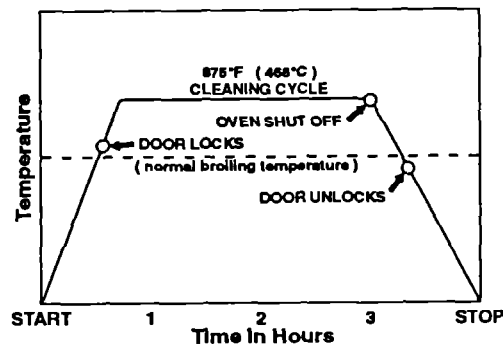 875°F ( 468°C )
CLEANING CYCLE
OVEN SHUT OFF
DOOR LOCKS
( normal broiling temperature )
DOOR UNLOCKS
Temperature
START 1 2 3 STOP
Time in Hours